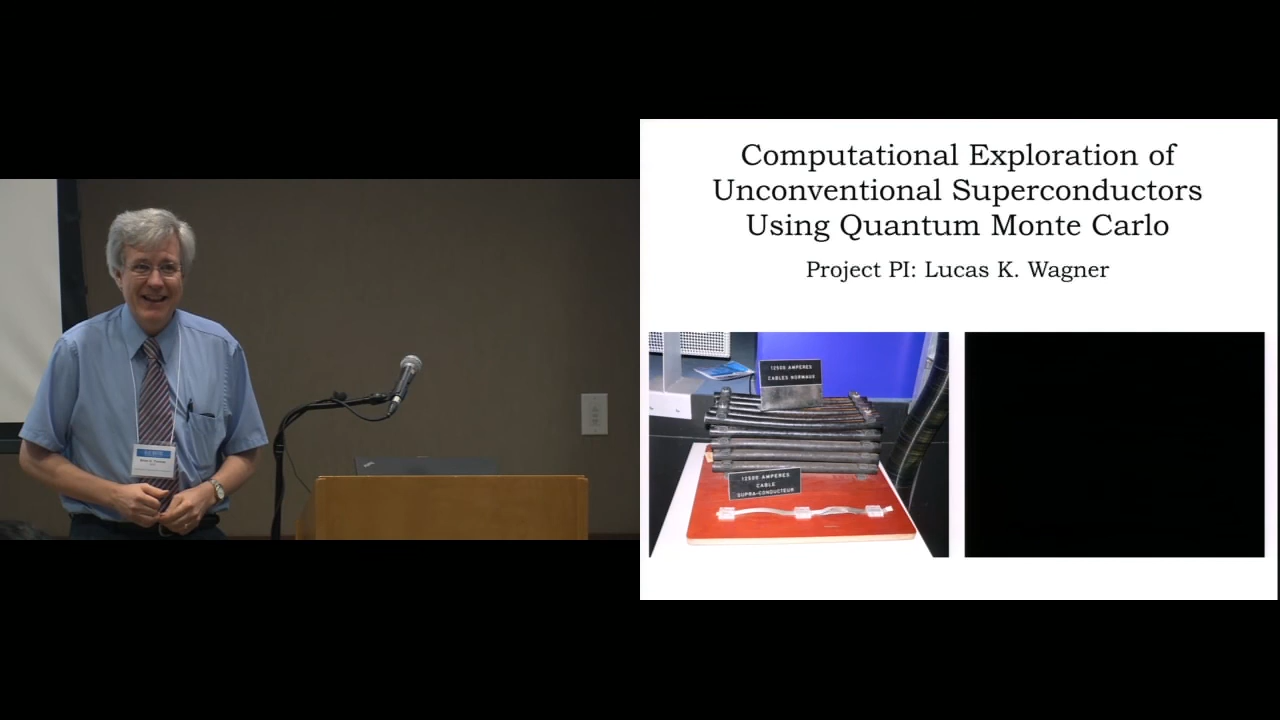 Computational Exploration of
Unconventional Superconductors
Using Quantum Monte Carlo
Project PI: Lucas K. Wagner
12500 AMPERES
CABLES NORMAUX
12500 AMPERES
CABLE
SUPRA-CONDUCTEUR